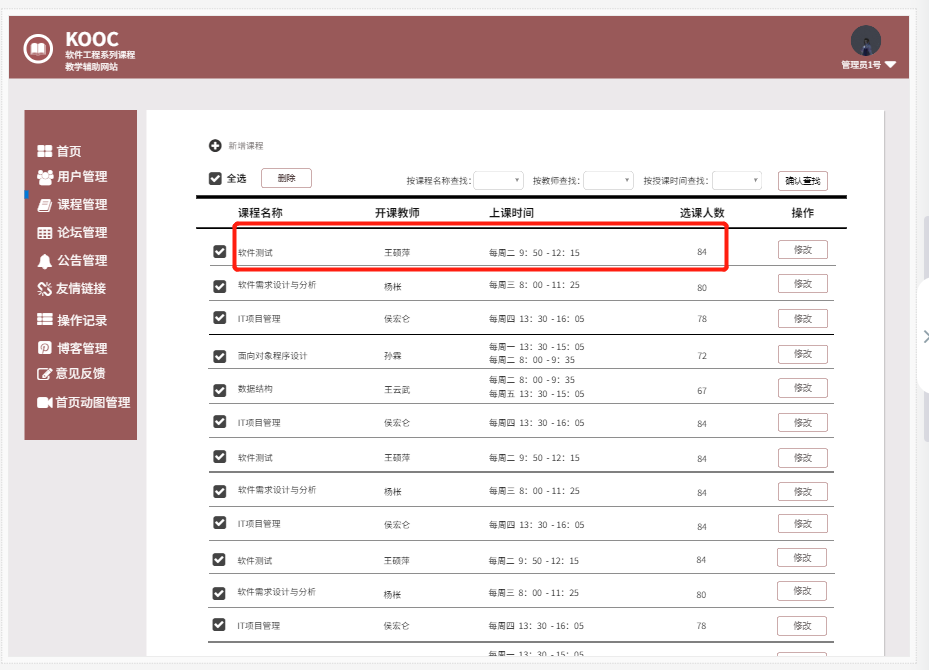 KOOC
软件工程系列课程
教学辅助网站
管理员1号
首页
用户管理
课程管理
论坛管理
公告管理
友情链接
操作记录
博客管理
意见反馈
首页动图管理
新增课程
全选 删除 按课程名称查找: 按教师查找: 按授课时间查找: 确认查找
课程名称 开课教师 上课时间 选课人数 操作
软件测试 王硕萍 每周二 9：50 - 12：15 84 修改
软件需求设计与分析 杨枨 每周三 8：00 - 11：25 80 修改
IT项目管理 侯宏仑 每周四 13：30 - 16：05 78 修改
面向对象程序设计 孙霖 每周一 13：30 - 15：05 72 修改
每周二 8：00 - 9：35
数据结构 王云武 每周二 8：00 - 9：35 67 修改
每周五 13：30 - 15：05
IT项目管理 侯宏仑 每周四 13：30 - 16：05 84 修改
软件测试 王硕萍 每周二 9：50 - 12：15 84 修改
软件需求设计与分析 杨枨 每周三 8：00 - 11：25 84 修改
IT项目管理 侯宏仑 每周四 13：30 - 16：05 84 修改
软件测试 王硕萍 每周二 9：50 - 12：15 84 修改
软件需求设计与分析 杨枨 每周三 8：00 - 11：25 80 修改
IT项目管理 侯宏仑 每周四 13：30 - 16：05 78 修改
每周一 13：30 - 15：05